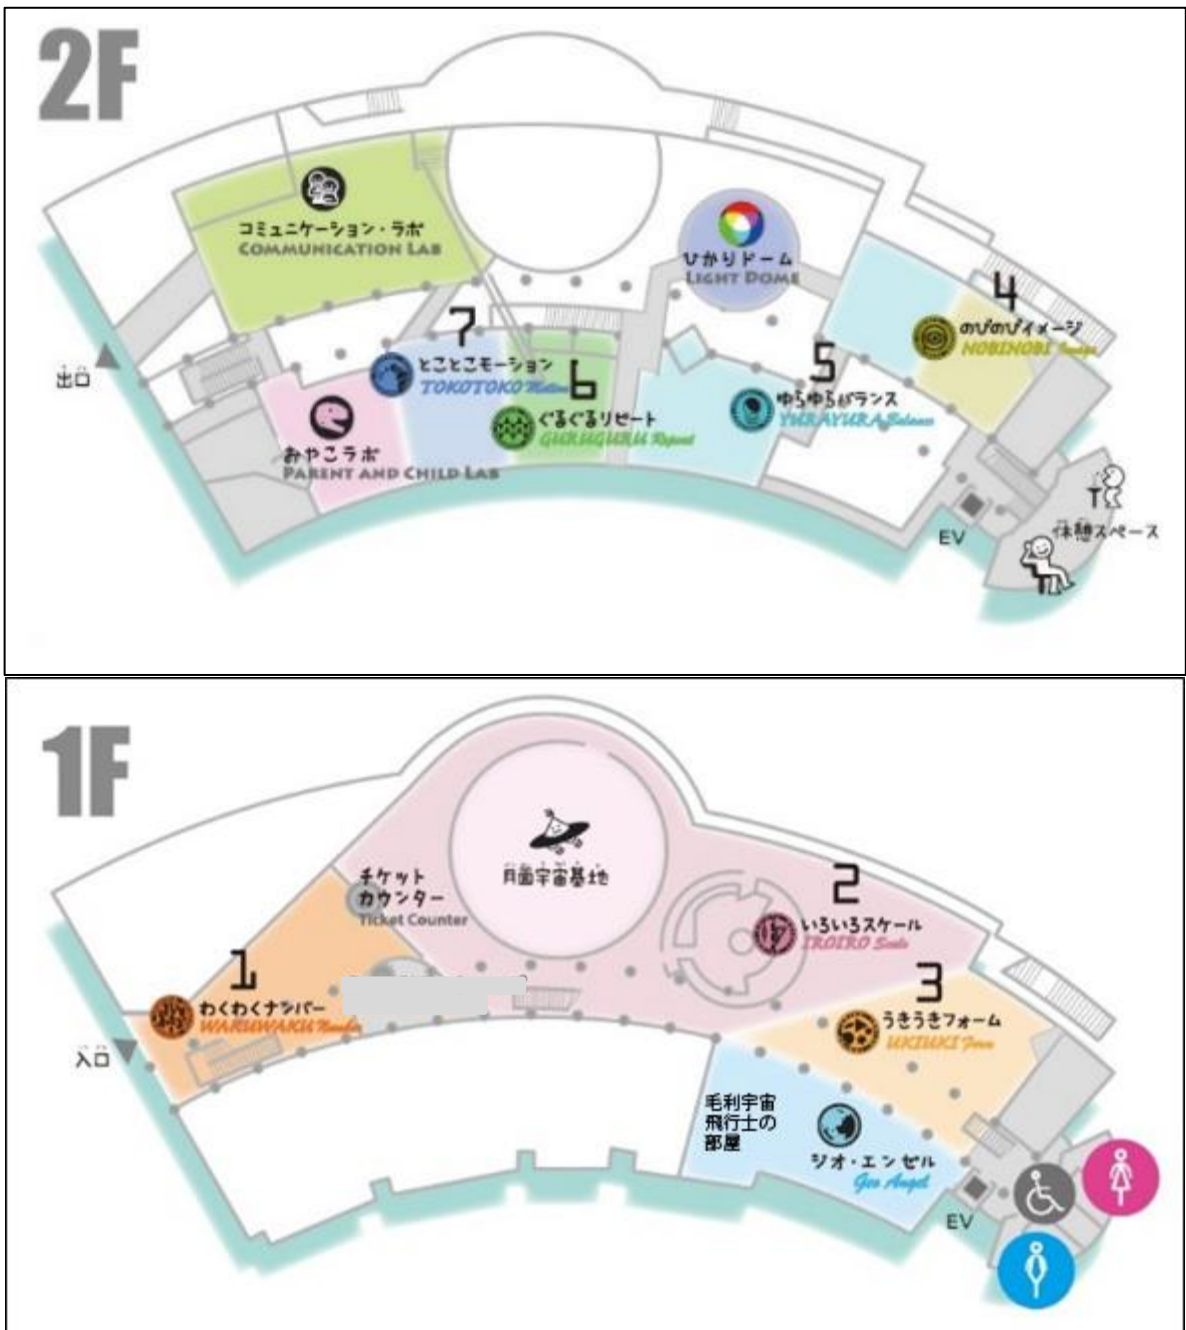 2F
コミュニケーション・ラボ
COMMUNICATION LAB
ひかりドーム
LIGHT DOME
4
のびのびイメージ
NOBINOBI Image
7
とことこモーション
TOKOTOKO Motion
6
ぐるぐるリピート
GURUGURU Repeat
5
ゆらゆらバランス
YURAYURA Balance
おやこラボ
PARENT AND CHILD LAB
出口
EV
休憩スペース
1F
チケット
カウンター
Ticket Counter
月面宇宙基地
2
いろいろスケール
IROIRO Scale
1
わくわくナンバー
WAKUWAKU Number
3
うきうきフォーム
UKIUKI Form
入口
毛利宇宙
飛行士の
部屋
ジオ・エンゼル
Geo Angel
EV